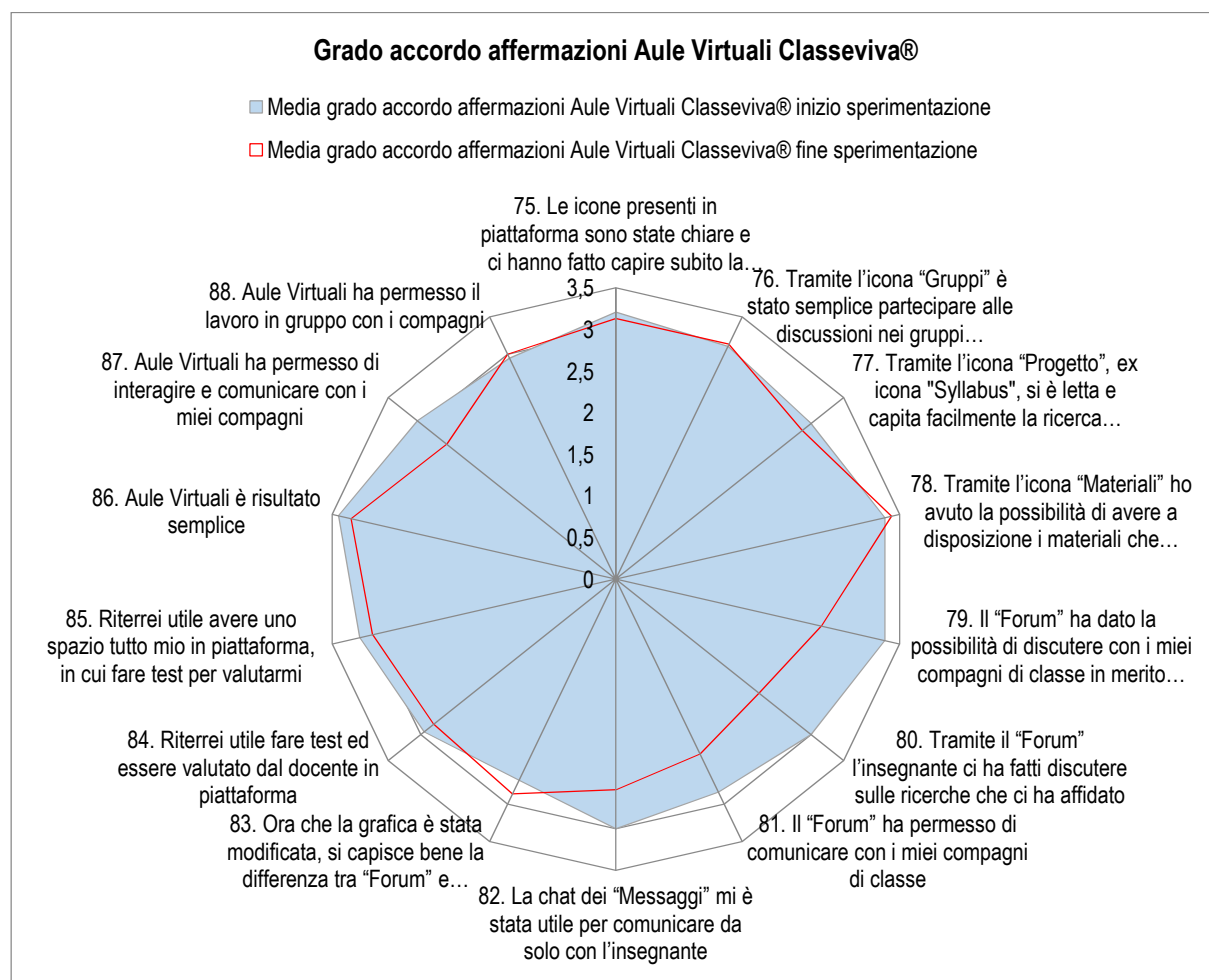 Grado accordo affermazioni Aule Virtuali Classeviva®
Media grado accordo affermazioni Aule Virtuali Classeviva® inizio sperimentazione
Media grado accordo affermazioni Aule Virtuali Classeviva® fine sperimentazione
75. Le icone presenti in
piattaforma sono state chiare e
ci hanno fatto capire subito la…
76. Tramite l’icona “Gruppi” è
stato semplice partecipare alle
discussioni nei gruppi…
77. Tramite l’icona “Progetto”, ex
icona "Syllabus", si è letta e
capita facilmente la ricerca…
78. Tramite l’icona “Materiali” ho
avuto la possibilità di avere a
disposizione i materiali che…
79. Il “Forum” ha dato la
possibilità di discutere con i miei
compagni di classe in merito…
80. Tramite il “Forum”
l’insegnante ci ha fatti discutere
sulle ricerche che ci ha affidato
81. Il “Forum” ha permesso di
comunicare con i miei compagni
di classe
82. La chat dei “Messaggi” mi è
stata utile per comunicare da
solo con l’insegnante
83. Ora che la grafica è stata
modificata, si capisce bene la
differenza tra “Forum” e…
84. Riterrei utile fare test ed
essere valutato dal docente in
piattaforma
85. Riterrei utile avere uno
spazio tutto mio in piattaforma,
in cui fare test per valutarmi
86. Aule Virtuali è risultato
semplice
87. Aule Virtuali ha permesso di
interagire e comunicare con i
miei compagni
88. Aule Virtuali ha permesso il
lavoro in gruppo con i compagni
3,5
3
2,5
2
1,5
1
0,5
0